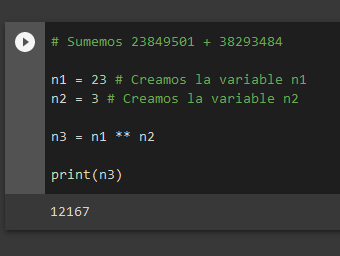 # Sumemos 23849501 + 38293484
n1 = 23 # Creamos la variable n1
n2 = 3 # Creamos la variable n2
n3 = n1 ** n2
print(n3)
12167